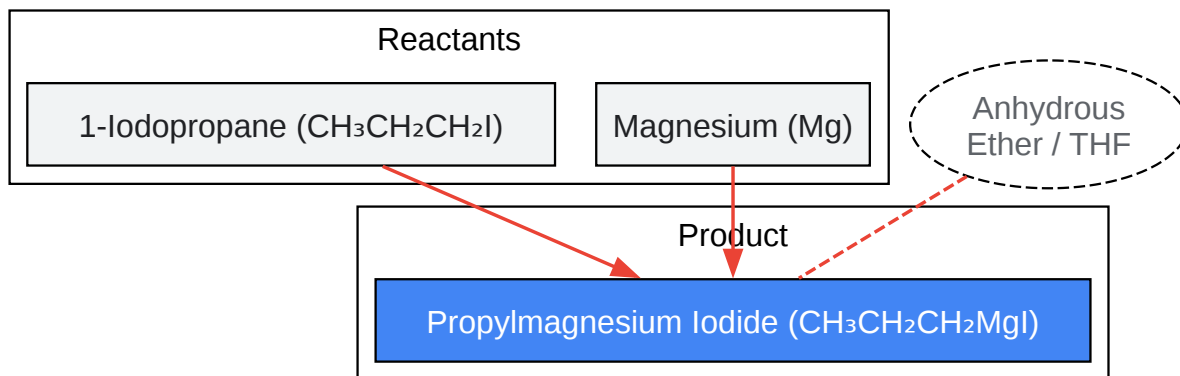 Reactants
1-Iodopropane (CH₃CH₂CH₂I)
Magnesium (Mg)
Anhydrous
Ether / THF
Product
Propylmagnesium Iodide (CH₃CH₂CH₂MgI)